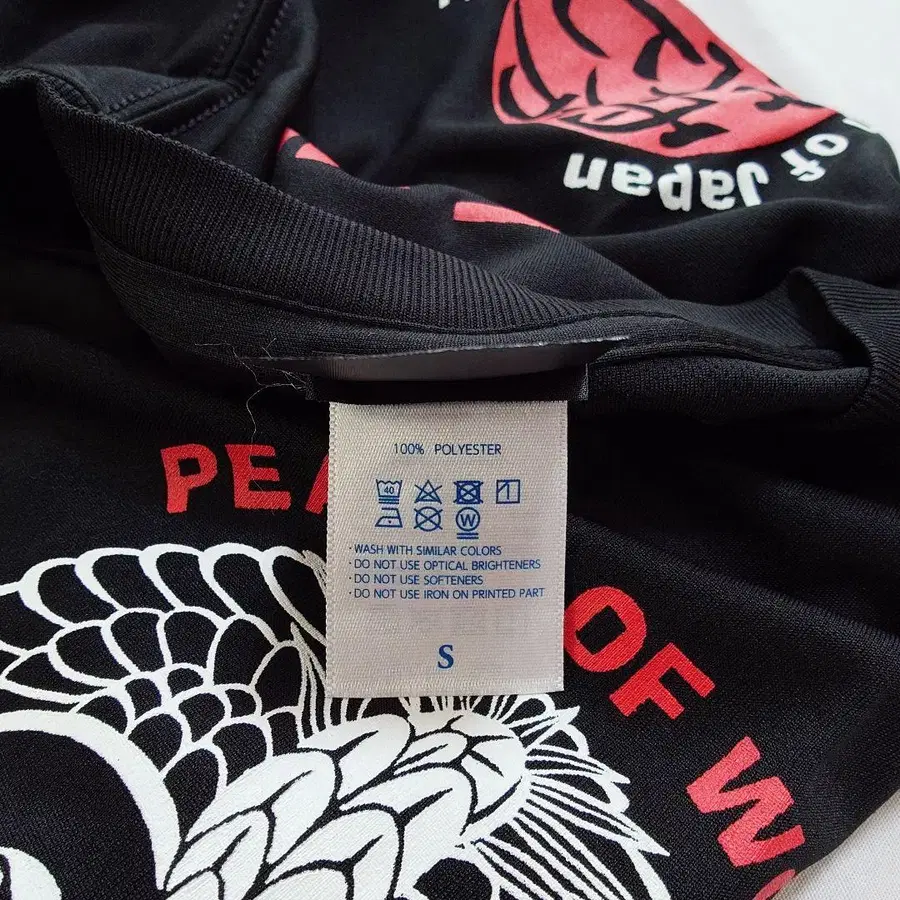 of Japan
PE
OF
W
100% POLYESTER
40
W
· WASH WITH SIMILAR COLORS
· DO NOT USE OPTICAL BRIGHTENERS
· DO NOT USE SOFTENERS
· DO NOT USE IRON ON PRINTED PART
S